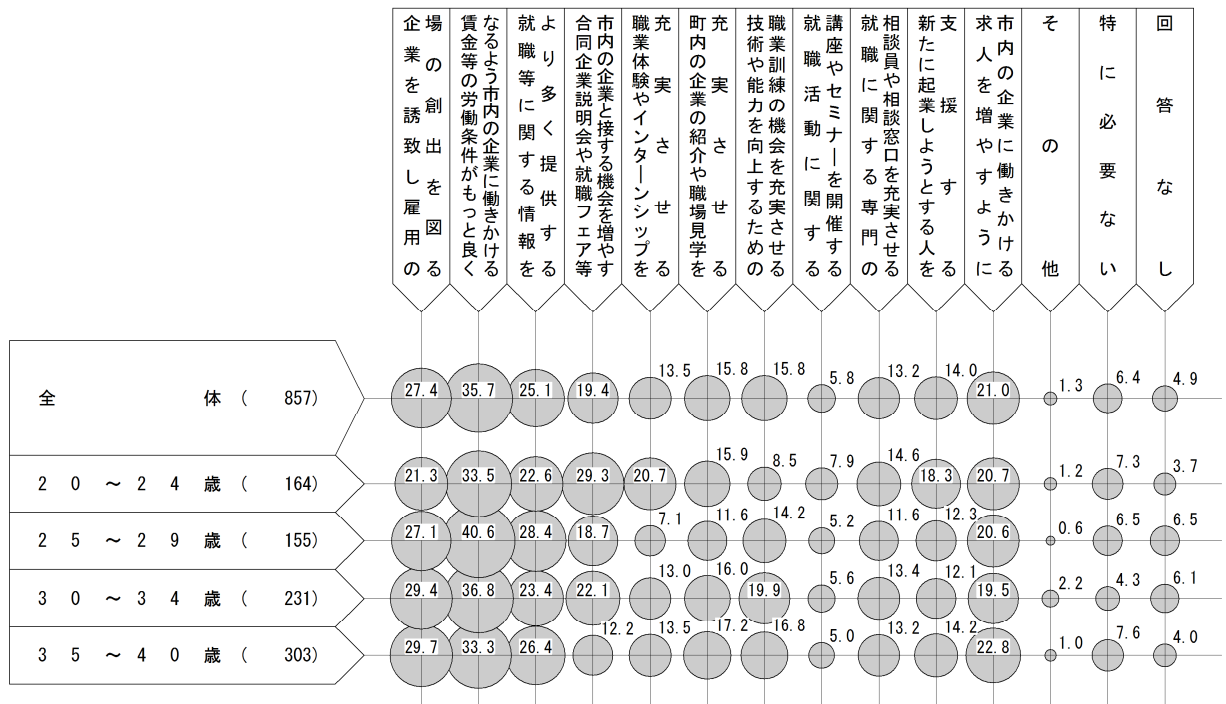 企業を誘致し雇用の
場の創出を図る
賃金等の労働条件がもっと良く
なるよう市内の企業に働きかける
就職等に関する情報を
より多く提供する
合同企業説明会や就職フェア等
市内の企業と接する機会を増やす
職業体験やインターンシップを
充実させる
町内の企業の紹介や職場見学を
充実させる
技術や能力を向上するための
職業訓練の機会を充実させる
就職活動に関する
講座やセミナーを開催する
就職に関する専門の
相談員や相談窓口を充実させる
新たに起業しようとする人を
支援する
求人を増やすように
市内の企業に働きかける
その他
特に必要ない
回答なし
全体(857) 27.4 35.7 25.1 19.4 13.5 15.8 15.8 5.8 13.2 14.0 21.0 1.3 6.4 4.9
20～24歳(164) 21.3 33.5 22.6 29.3 20.7 15.9 8.5 7.9 14.6 18.3 20.7 1.2 7.3 3.7
25～29歳(155) 27.1 40.6 28.4 18.7 7.1 11.6 14.2 5.2 11.6 12.3 20.6 0.6 6.5 6.5
30～34歳(231) 29.4 36.8 23.4 22.1 13.0 16.0 19.9 5.6 13.4 12.1 19.5 2.2 4.3 6.1
35～40歳(303) 29.7 33.3 26.4 12.2 13.5 17.2 16.8 5.0 13.2 14.2 22.8 1.0 7.6 4.0